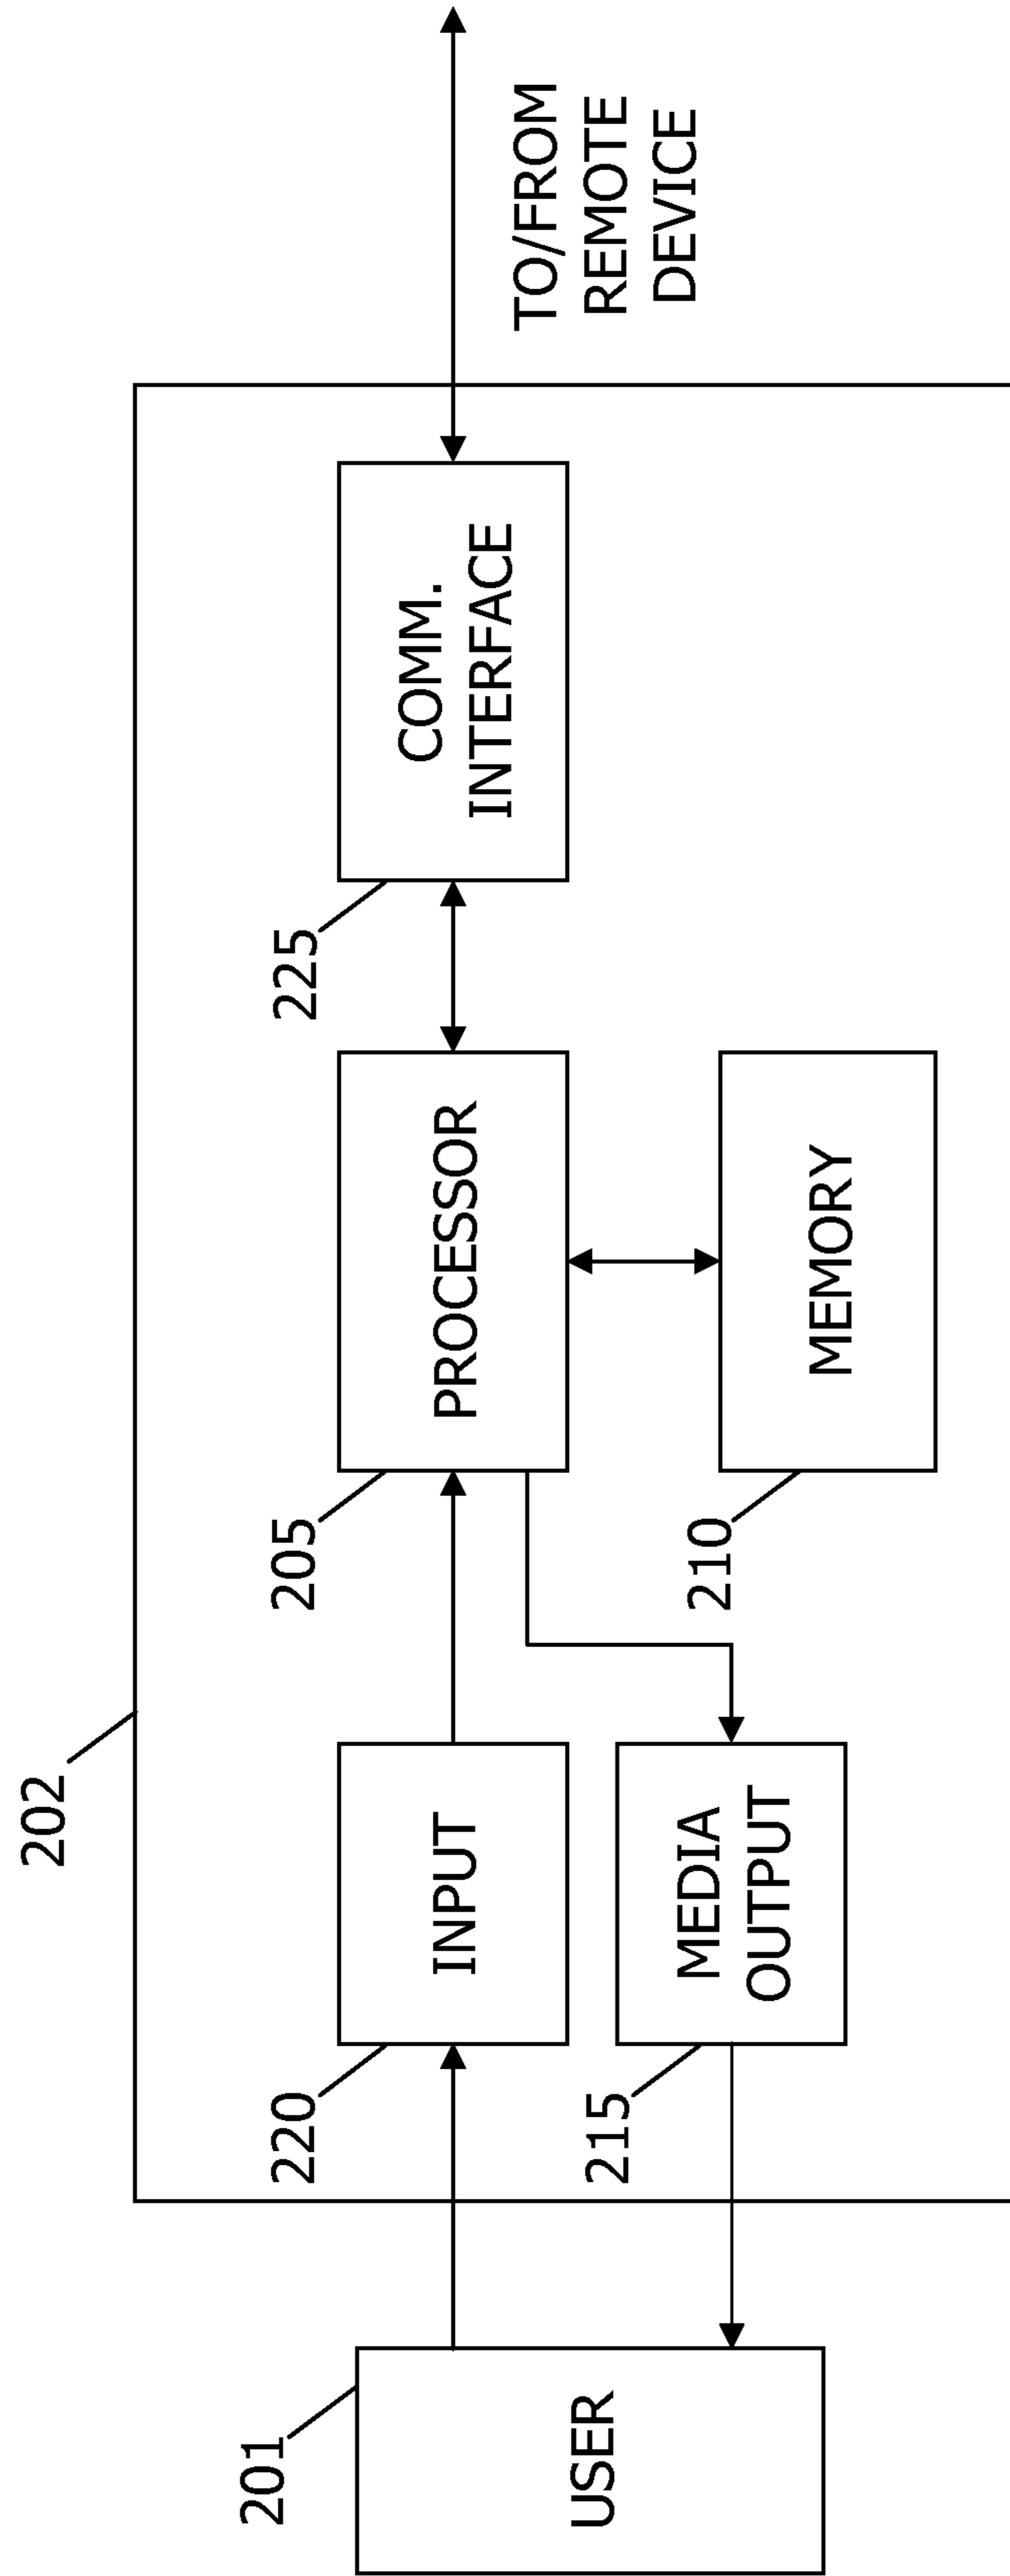 202
201
USER
220
INPUT
215
MEDIA
OUTPUT
205
PROCESSOR
210
MEMORY
225
COMM.
INTERFACE
TO/FROM
REMOTE
DEVICE